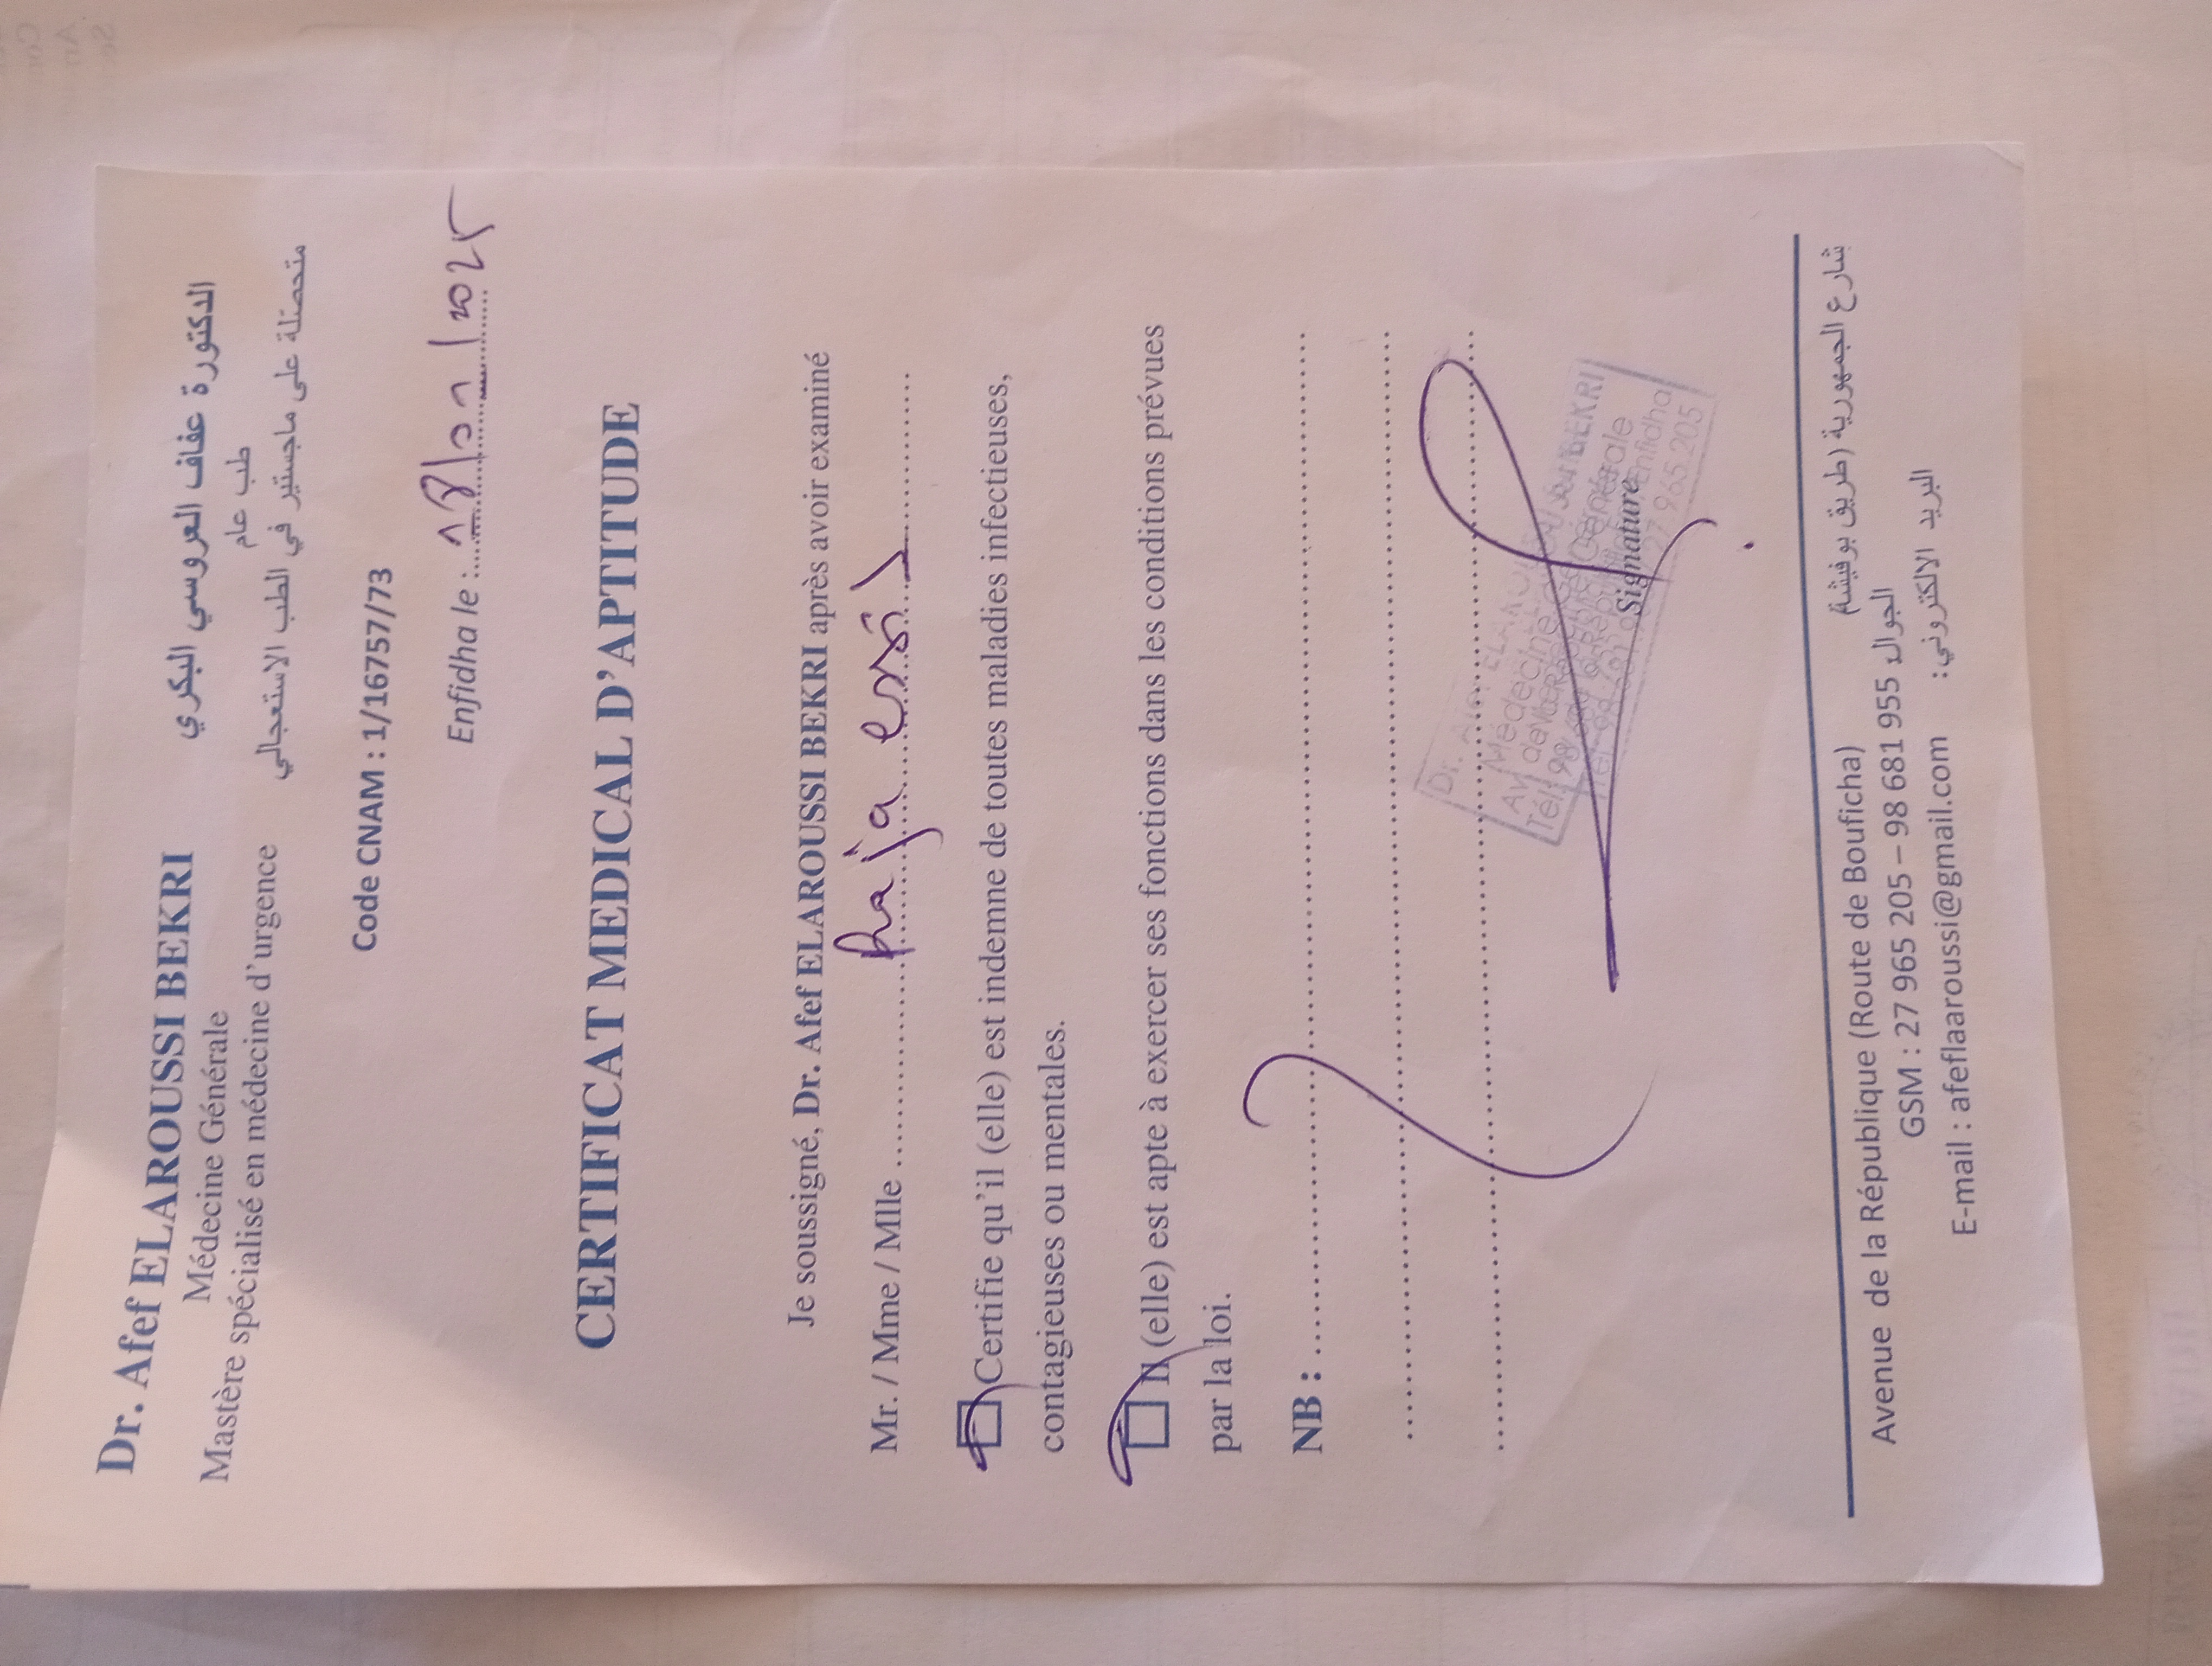 Dr. Afef ELAROUSSI BEKRI
Médecine Générale
Mastère spécialisé en médecine d'urgence
الدكتورة عفاف العروسي البكري
طب عام
متحصلة على ماجستير في الطب الاستعجالي
Code CNAM : 1/16757/73
Enfidha le : 2025
CERTIFICAT MEDICAL D'APTITUDE
Je soussigné, Dr. Afef ELAROUSSI BEKRI après avoir examiné
Mr. / Mme / Mlle
Certifie qu'il (elle) est indemne de toutes maladies infectieuses,
contagieuses ou mentales.
Il (elle) est apte à exercer ses fonctions dans les conditions prévues
par la loi.
NB :
Signature
Avenue de la République (Route de Bouficha)
شارع الجمهورية (طريق بوفيشة)
GSM : 27 965 205 – 98 681 955 الجوال
E-mail : afeflaaroussi@gmail.com : البريد الالكتروني